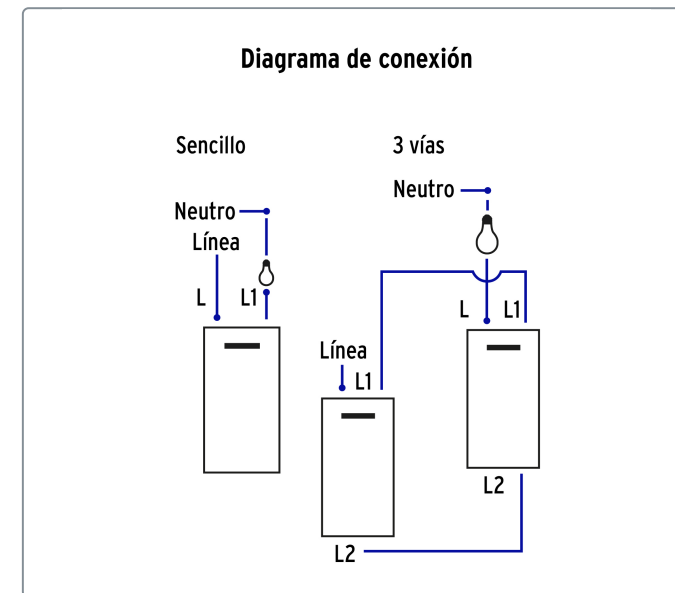 Diagrama de conexión
Sencillo
Neutro
Línea
L L1
3 vías
Neutro
L L1
Línea
L1
L2
L2